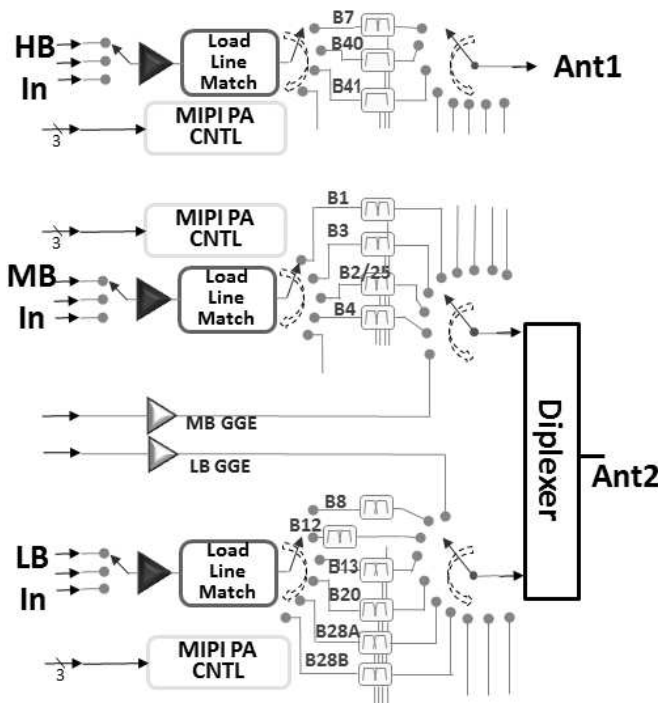 B7
HB
In
Load
Line
Match
B40
B41
Ant1
3
MIPI PA
CNTL
3
MIPI PA
CNTL
B1
B3
MB
In
Load
Line
Match
B2/25
B4
MB GGE
LB GGE
Diplexer
Ant2
B8
B12
LB
In
Load
Line
Match
B13
B20
B28A
B28B
3
MIPI PA
CNTL